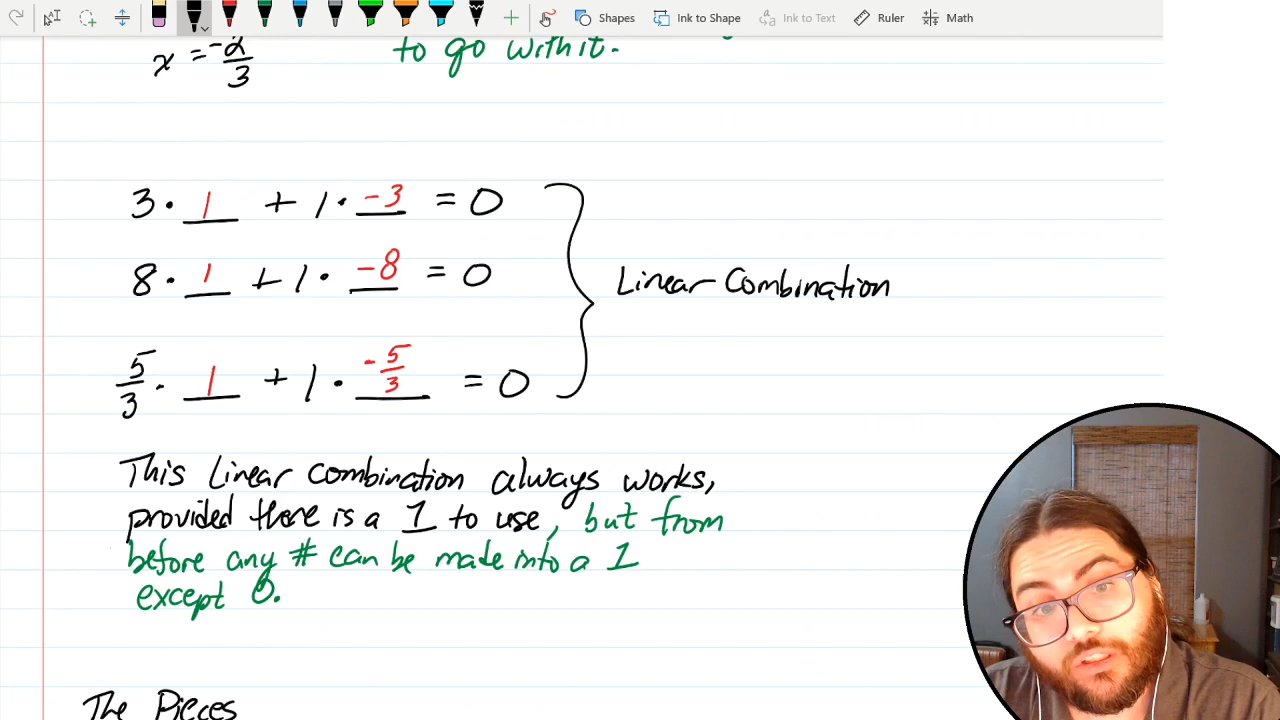 Shapes Ink to Shape Ink to Text Ruler Math
x = -2/3
to go with it.
3 · 1 + 1 · -3 = 0
8 · 1 + 1 · -8 = 0
Linear Combination
5/3 · 1 + 1 · -5/3 = 0
This Linear combination always works,
provided there is a 1 to use, but from
before any # can be made into a 1
except 0.
The Pieces